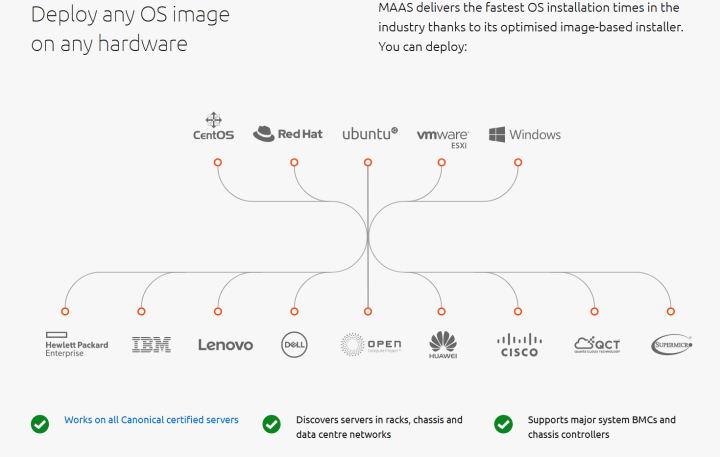 Deploy any OS image
on any hardware
MAAS delivers the fastest OS installation times in the
industry thanks to its optimised image-based installer.
You can deploy:
CentOS
Red Hat
ubuntu
vmware
ESXI
Windows
Hewlett Packard
Enterprise
IBM
Lenovo
DELL
OPEN
Compute Project
HUAWEI
CISCO
QCT
QUANTA CLOUD TECHNOLOGY
SUPERMICRO
Works on all Canonical certified servers
Discovers servers in racks, chassis and
data centre networks
Supports major system BMCs and
chassis controllers